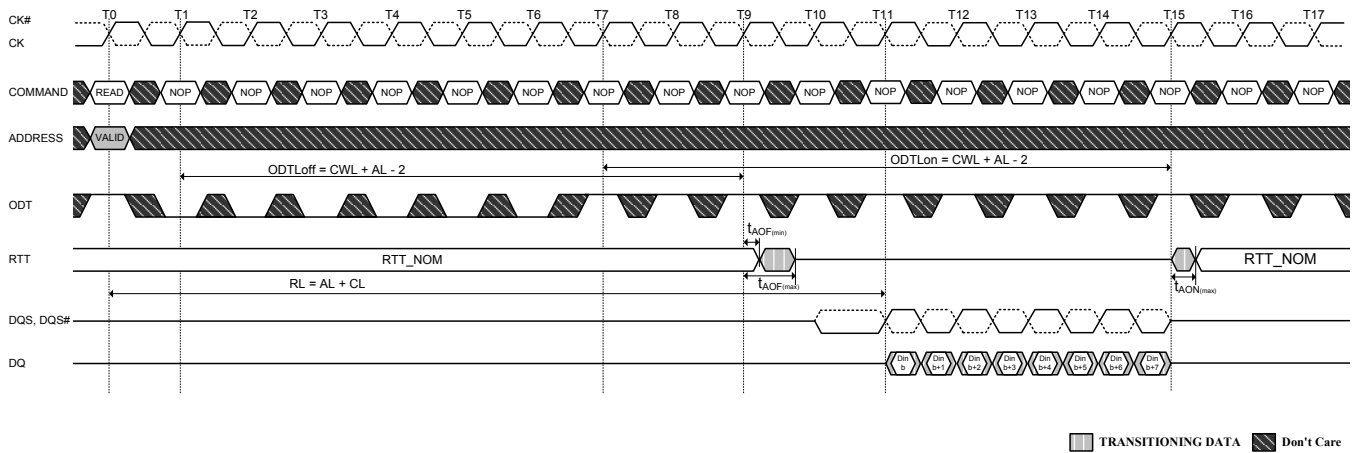 CK# T0 T1 T2 T3 T4 T5 T6 T7 T8 T9 T10 T11 T12 T13 T14 T15 T16 T17
CK
COMMAND READ NOP NOP NOP NOP NOP NOP NOP NOP NOP NOP NOP NOP NOP NOP NOP NOP NOP
ADDRESS VALID
ODTLoff = CWL + AL - 2 ODTLon = CWL + AL - 2
ODT
tAOF(min)
RTT RTT_NOM RTT_NOM
tAOF(max) tAON(max)
RL = AL + CL
DQS, DQS#
DQ Din b Din b+1 Din b+2 Din b+3 Din b+4 Din b+5 Din b+6 Din b+7
TRANSITIONING DATA Don't Care